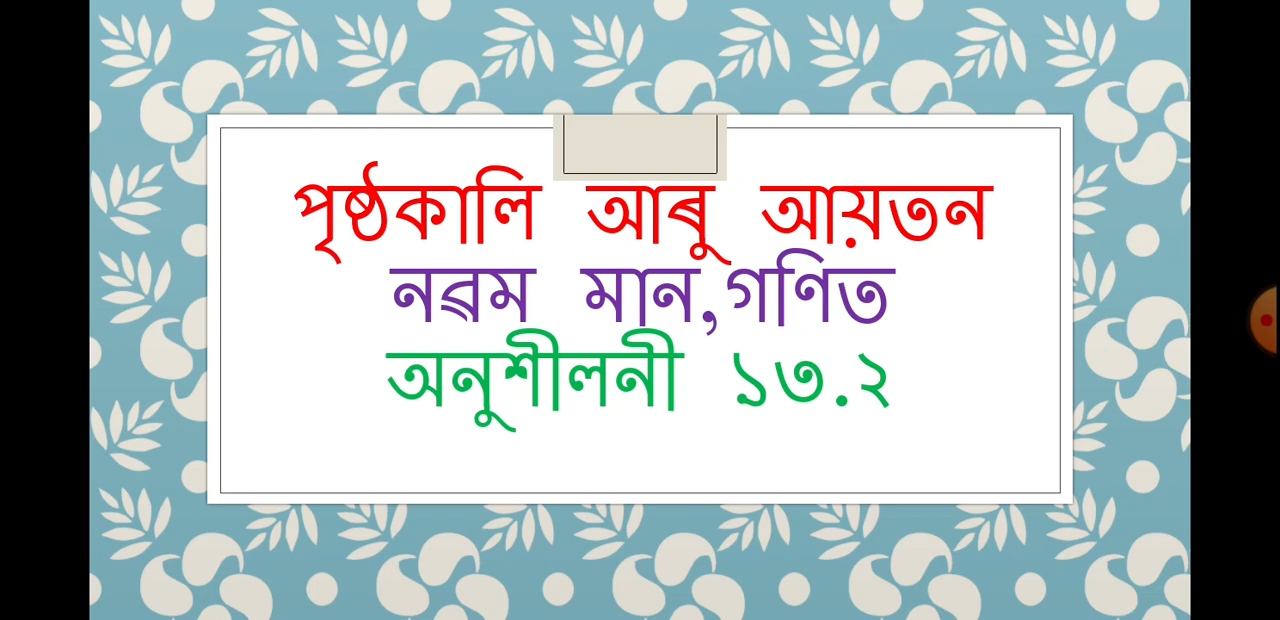 পৃষ্ঠকালি আৰু আয়তন
নৱম মান,গণিত
অনুশীলনী ১৩.২